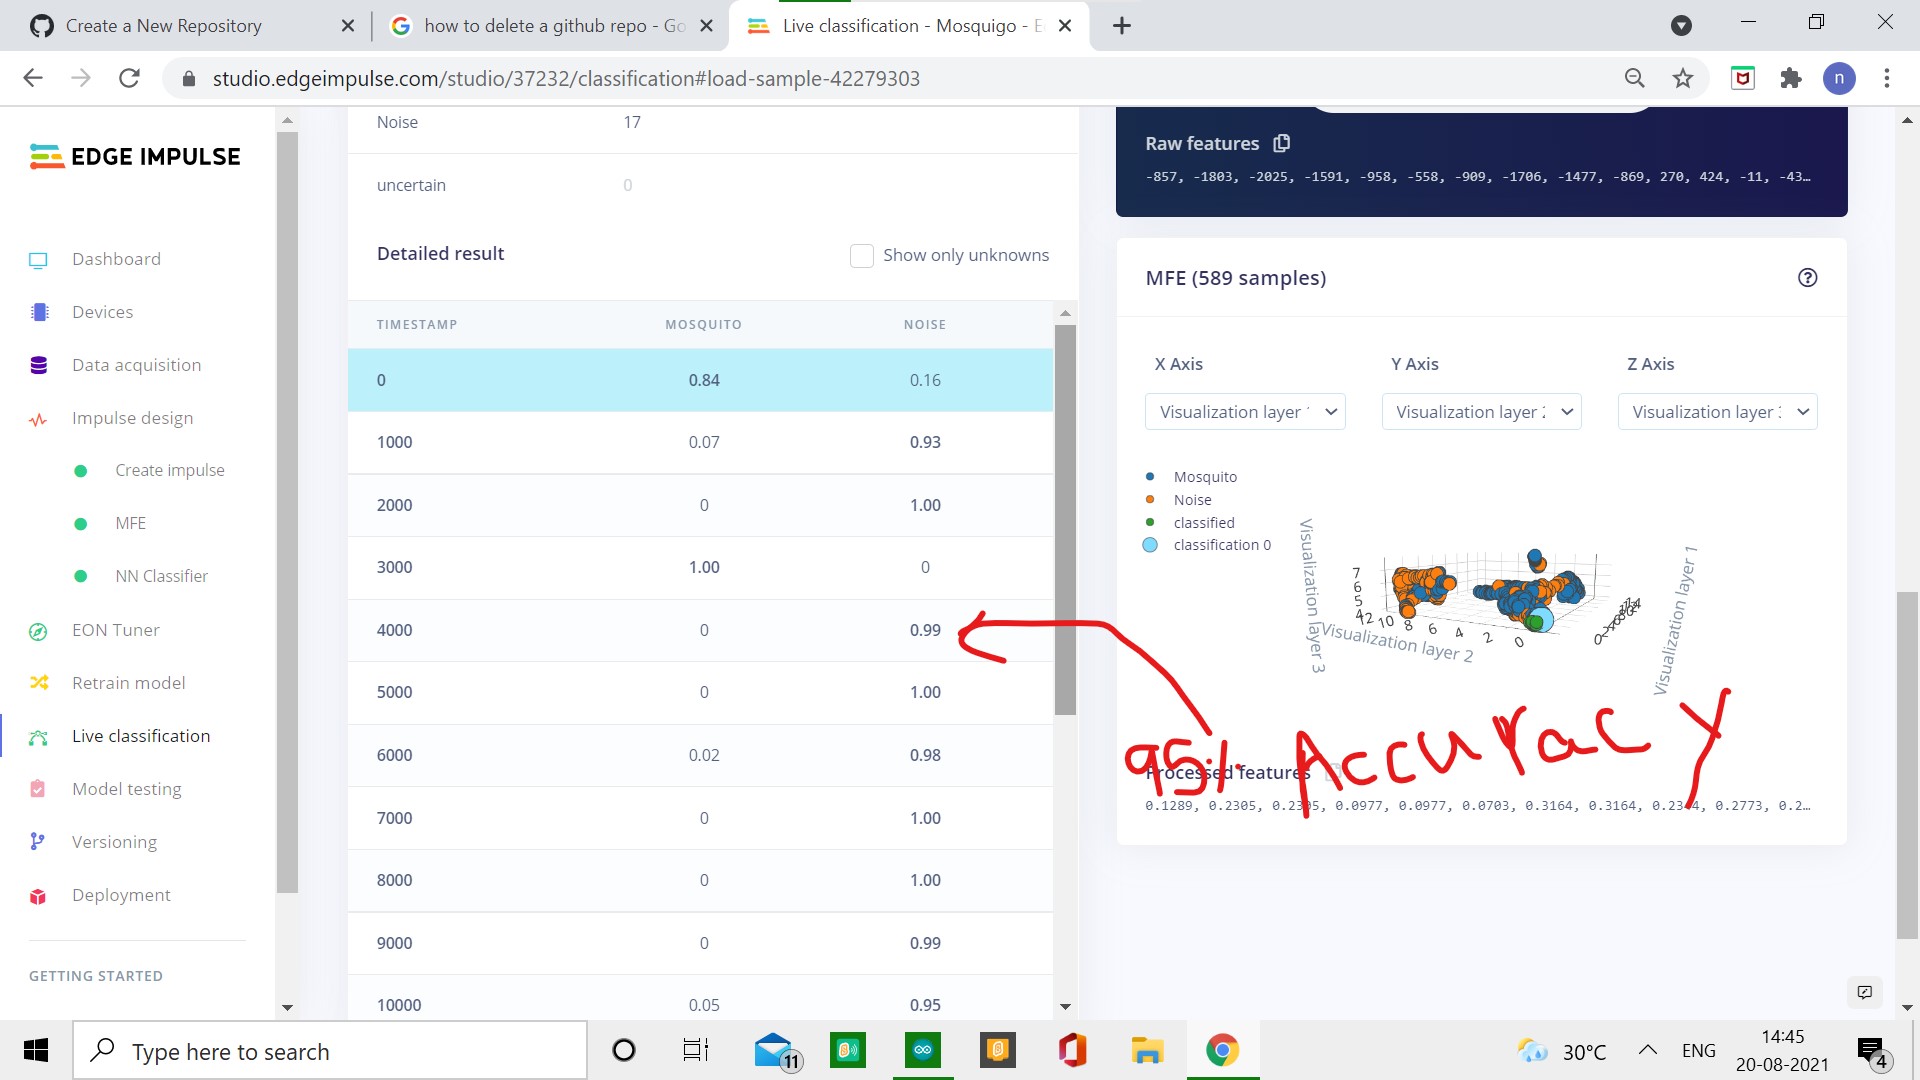 Create a New Repository
how to delete a github repo - Go
Live classification - Mosquigo - E
studio.edgeimpulse.com/studio/37232/classification#load-sample-42279303
n
EDGE IMPULSE
Dashboard
Devices
Data acquisition
Impulse design
Create impulse
MFE
NN Classifier
EON Tuner
Retrain model
Live classification
Model testing
Versioning
Deployment
GETTING STARTED
Noise 17
uncertain 0
Detailed result Show only unknowns
TIMESTAMP MOSQUITO NOISE
0 0.84 0.16
1000 0.07 0.93
2000 0 1.00
3000 1.00 0
4000 0 0.99
5000 0 1.00
6000 0.02 0.98
7000 0 1.00
8000 0 1.00
9000 0 0.99
10000 0.05 0.95
Raw features
-857, -1803, -2025, -1591, -958, -558, -909, -1706, -1477, -869, 270, 424, -11, -43…
MFE (589 samples)
X Axis Y Axis Z Axis
Visualization layer Visualization layer Visualization layer
Mosquito
Noise
classified
classification 0
Visualization layer 3
7
6
5
4
12 10 8 6 4 2 0
Visualization layer 2
Visualization layer 1
95% Accuracy
Processed features
0.1289, 0.2305, 0.2305, 0.0977, 0.0977, 0.0703, 0.3164, 0.3164, 0.2344, 0.2773, 0.2…
Type here to search
11
30°C
ENG
14:45
20-08-2021
4